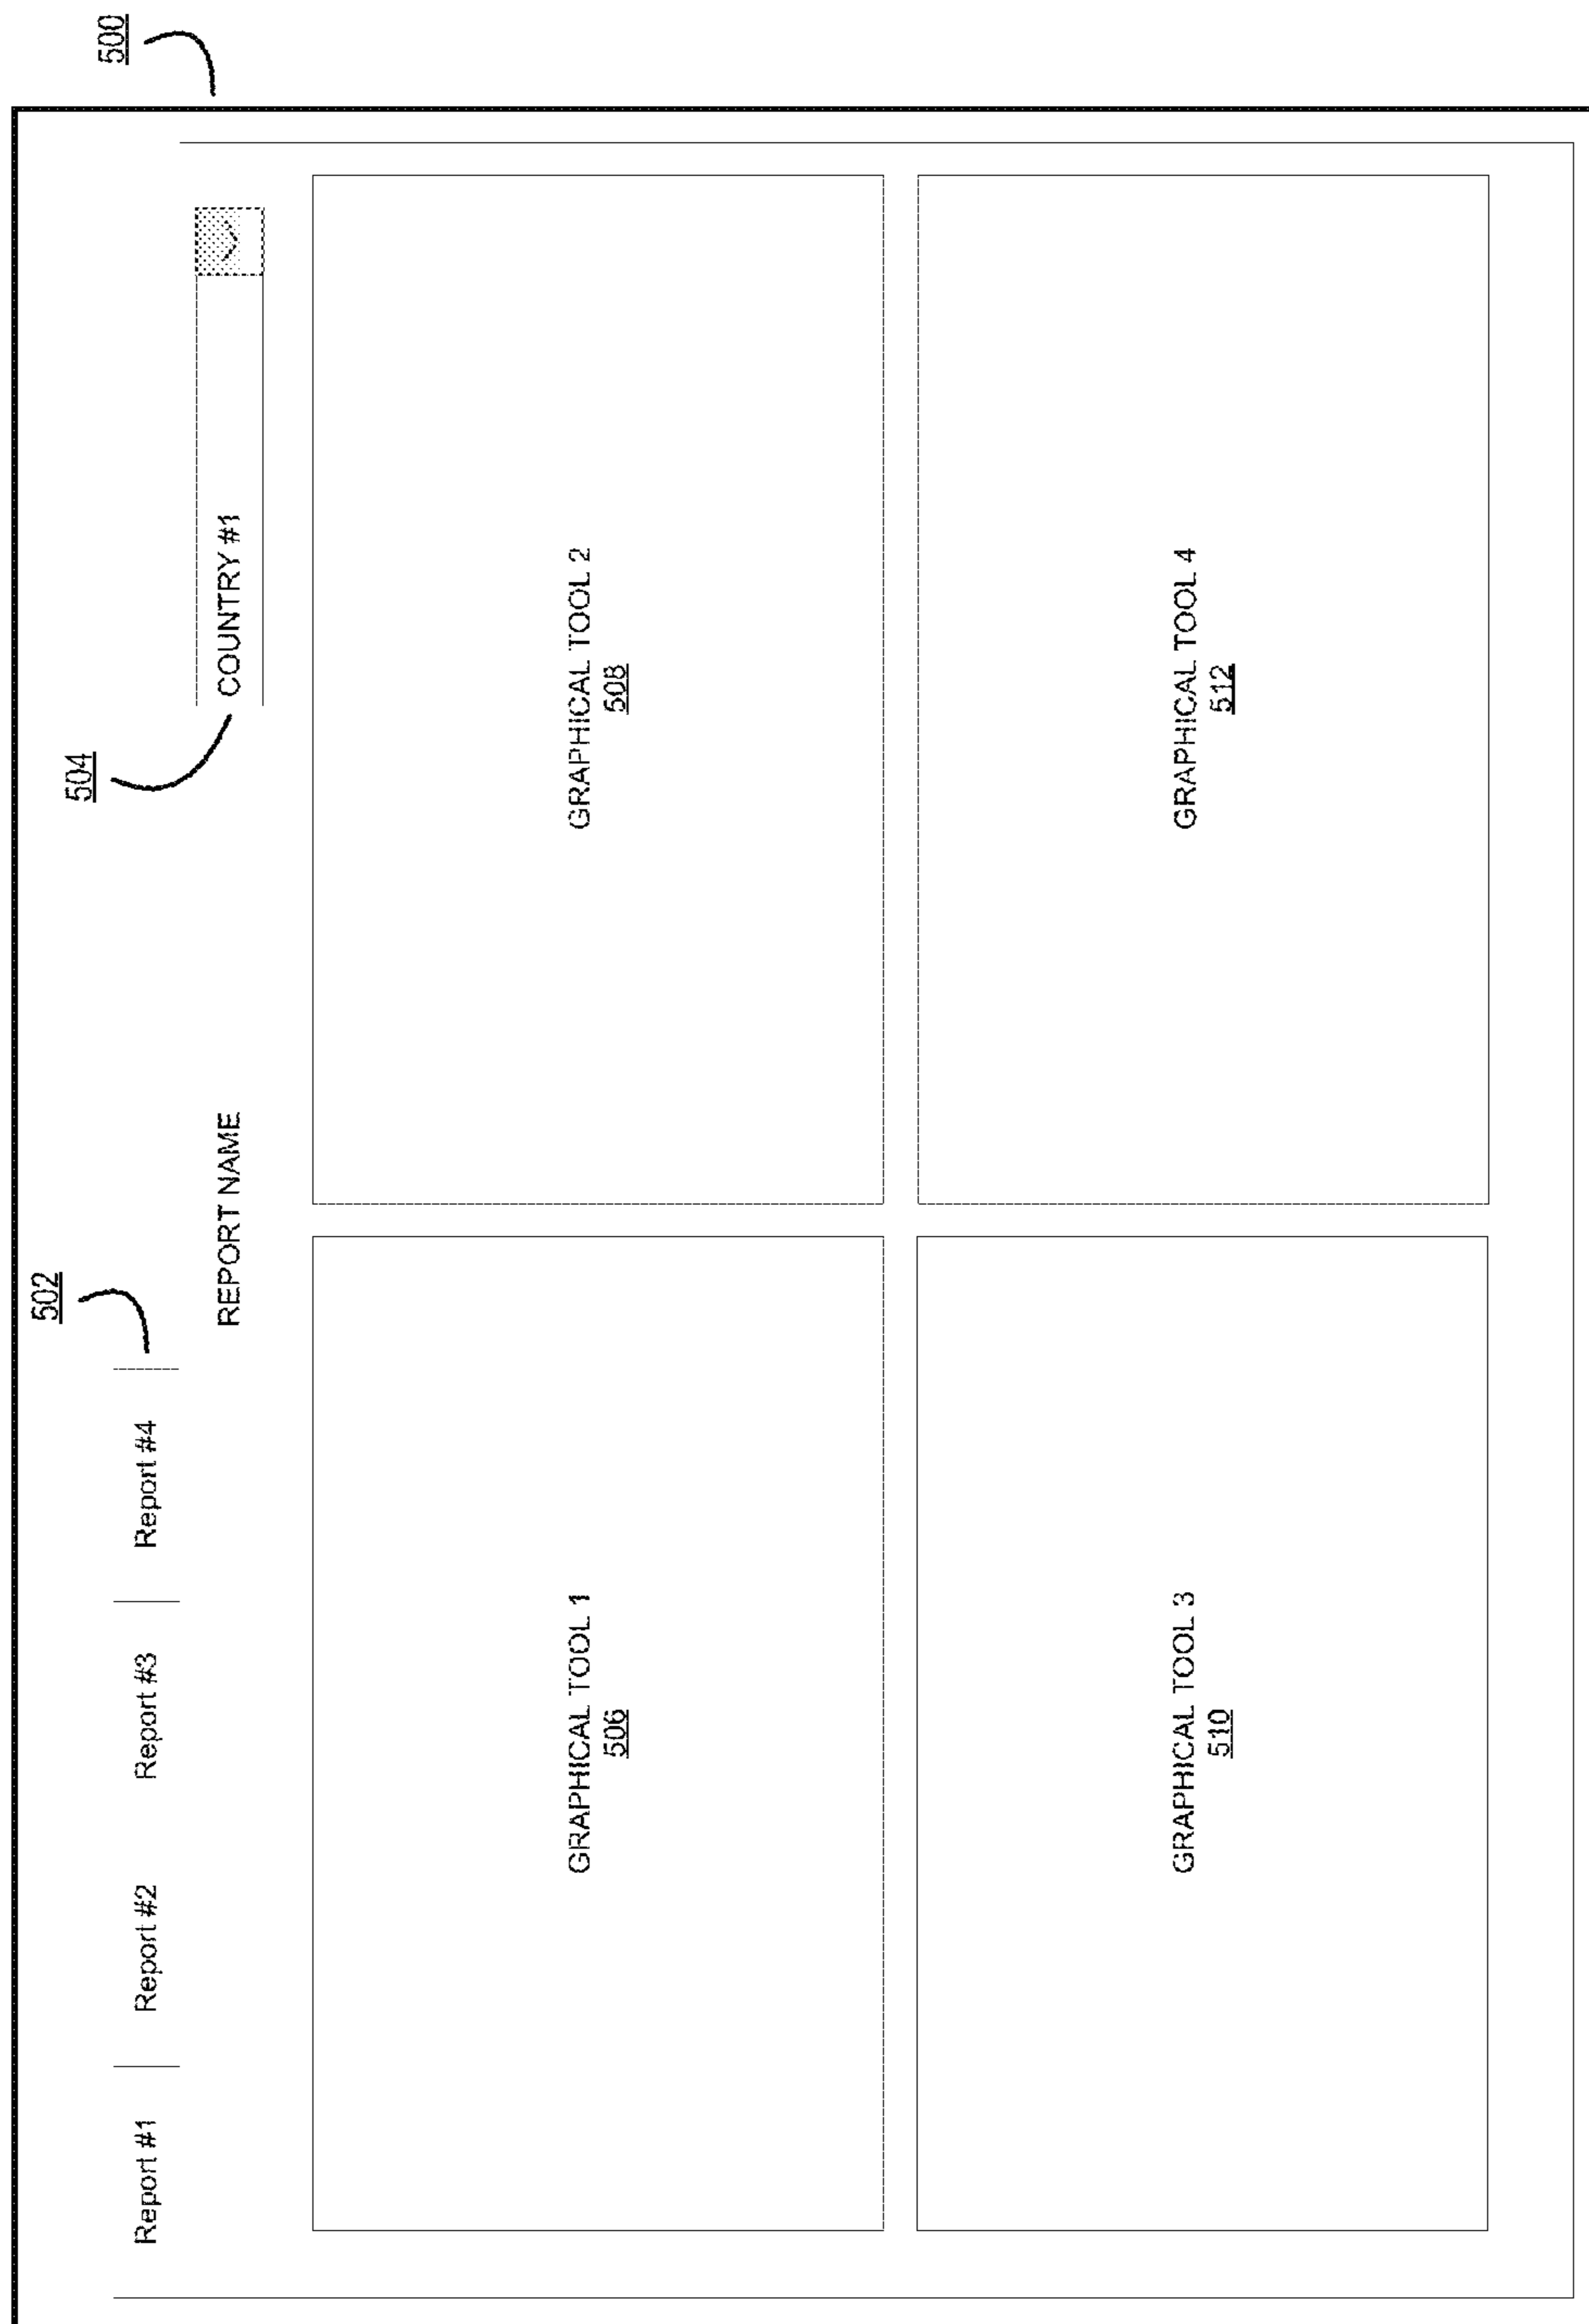 500
502
504
Report #1
Report #2
Report #3
Report #4
REPORT NAME
COUNTRY #1
GRAPHICAL TOOL 1
506
GRAPHICAL TOOL 2
508
GRAPHICAL TOOL 3
510
GRAPHICAL TOOL 4
512